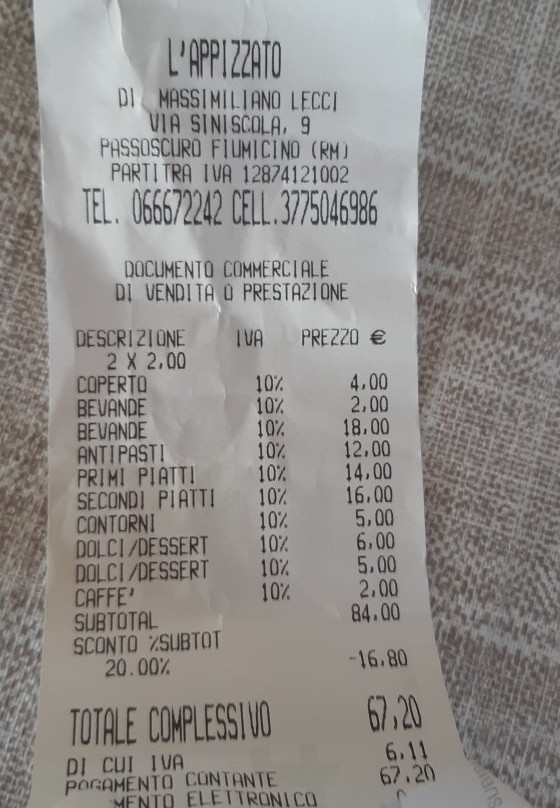 L'APPIZZATO
DI MASSIMILIANO LECCI
VIA SINISCOLA, 9
PASSOSCURO FIUMICINO (RM)
PARTITRA IVA 12874121002
TEL. 066672242 CELL.3775046986
DOCUMENTO COMMERCIALE
DI VENDITA O PRESTAZIONE
DESCRIZIONE IVA PREZZO €
2 X 2,00
COPERTO 10% 4,00
BEVANDE 10% 2,00
BEVANDE 10% 18,00
ANTIPASTI 10% 12,00
PRIMI PIATTI 10% 14,00
SECONDI PIATTI 10% 16,00
CONTORNI 10% 5,00
DOLCI/DESSERT 10% 6,00
DOLCI/DESSERT 10% 5,00
CAFFE' 10% 2,00
SUBTOTAL 84,00
SCONTO %SUBTOT
20.00% -16,80
TOTALE COMPLESSIVO 67,20
DI CUI IVA 6,11
PAGAMENTO CONTANTE 67,20
MENTO ELETTRONICO